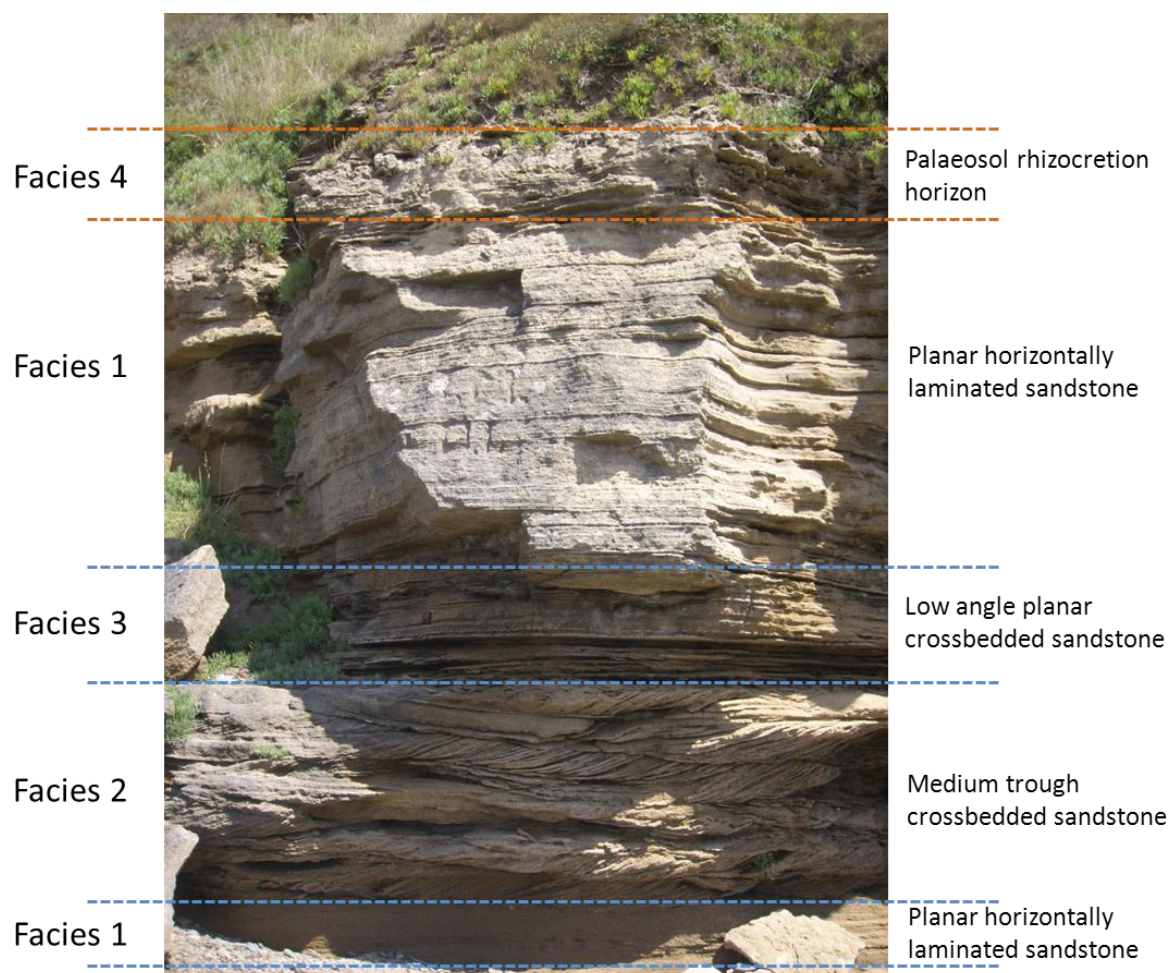 Facies 4
Palaeosol rhizocretion
horizon
Facies 1
Planar horizontally
laminated sandstone
Facies 3
Low angle planar
crossbedded sandstone
Facies 2
Medium trough
crossbedded sandstone
Facies 1
Planar horizontally
laminated sandstone